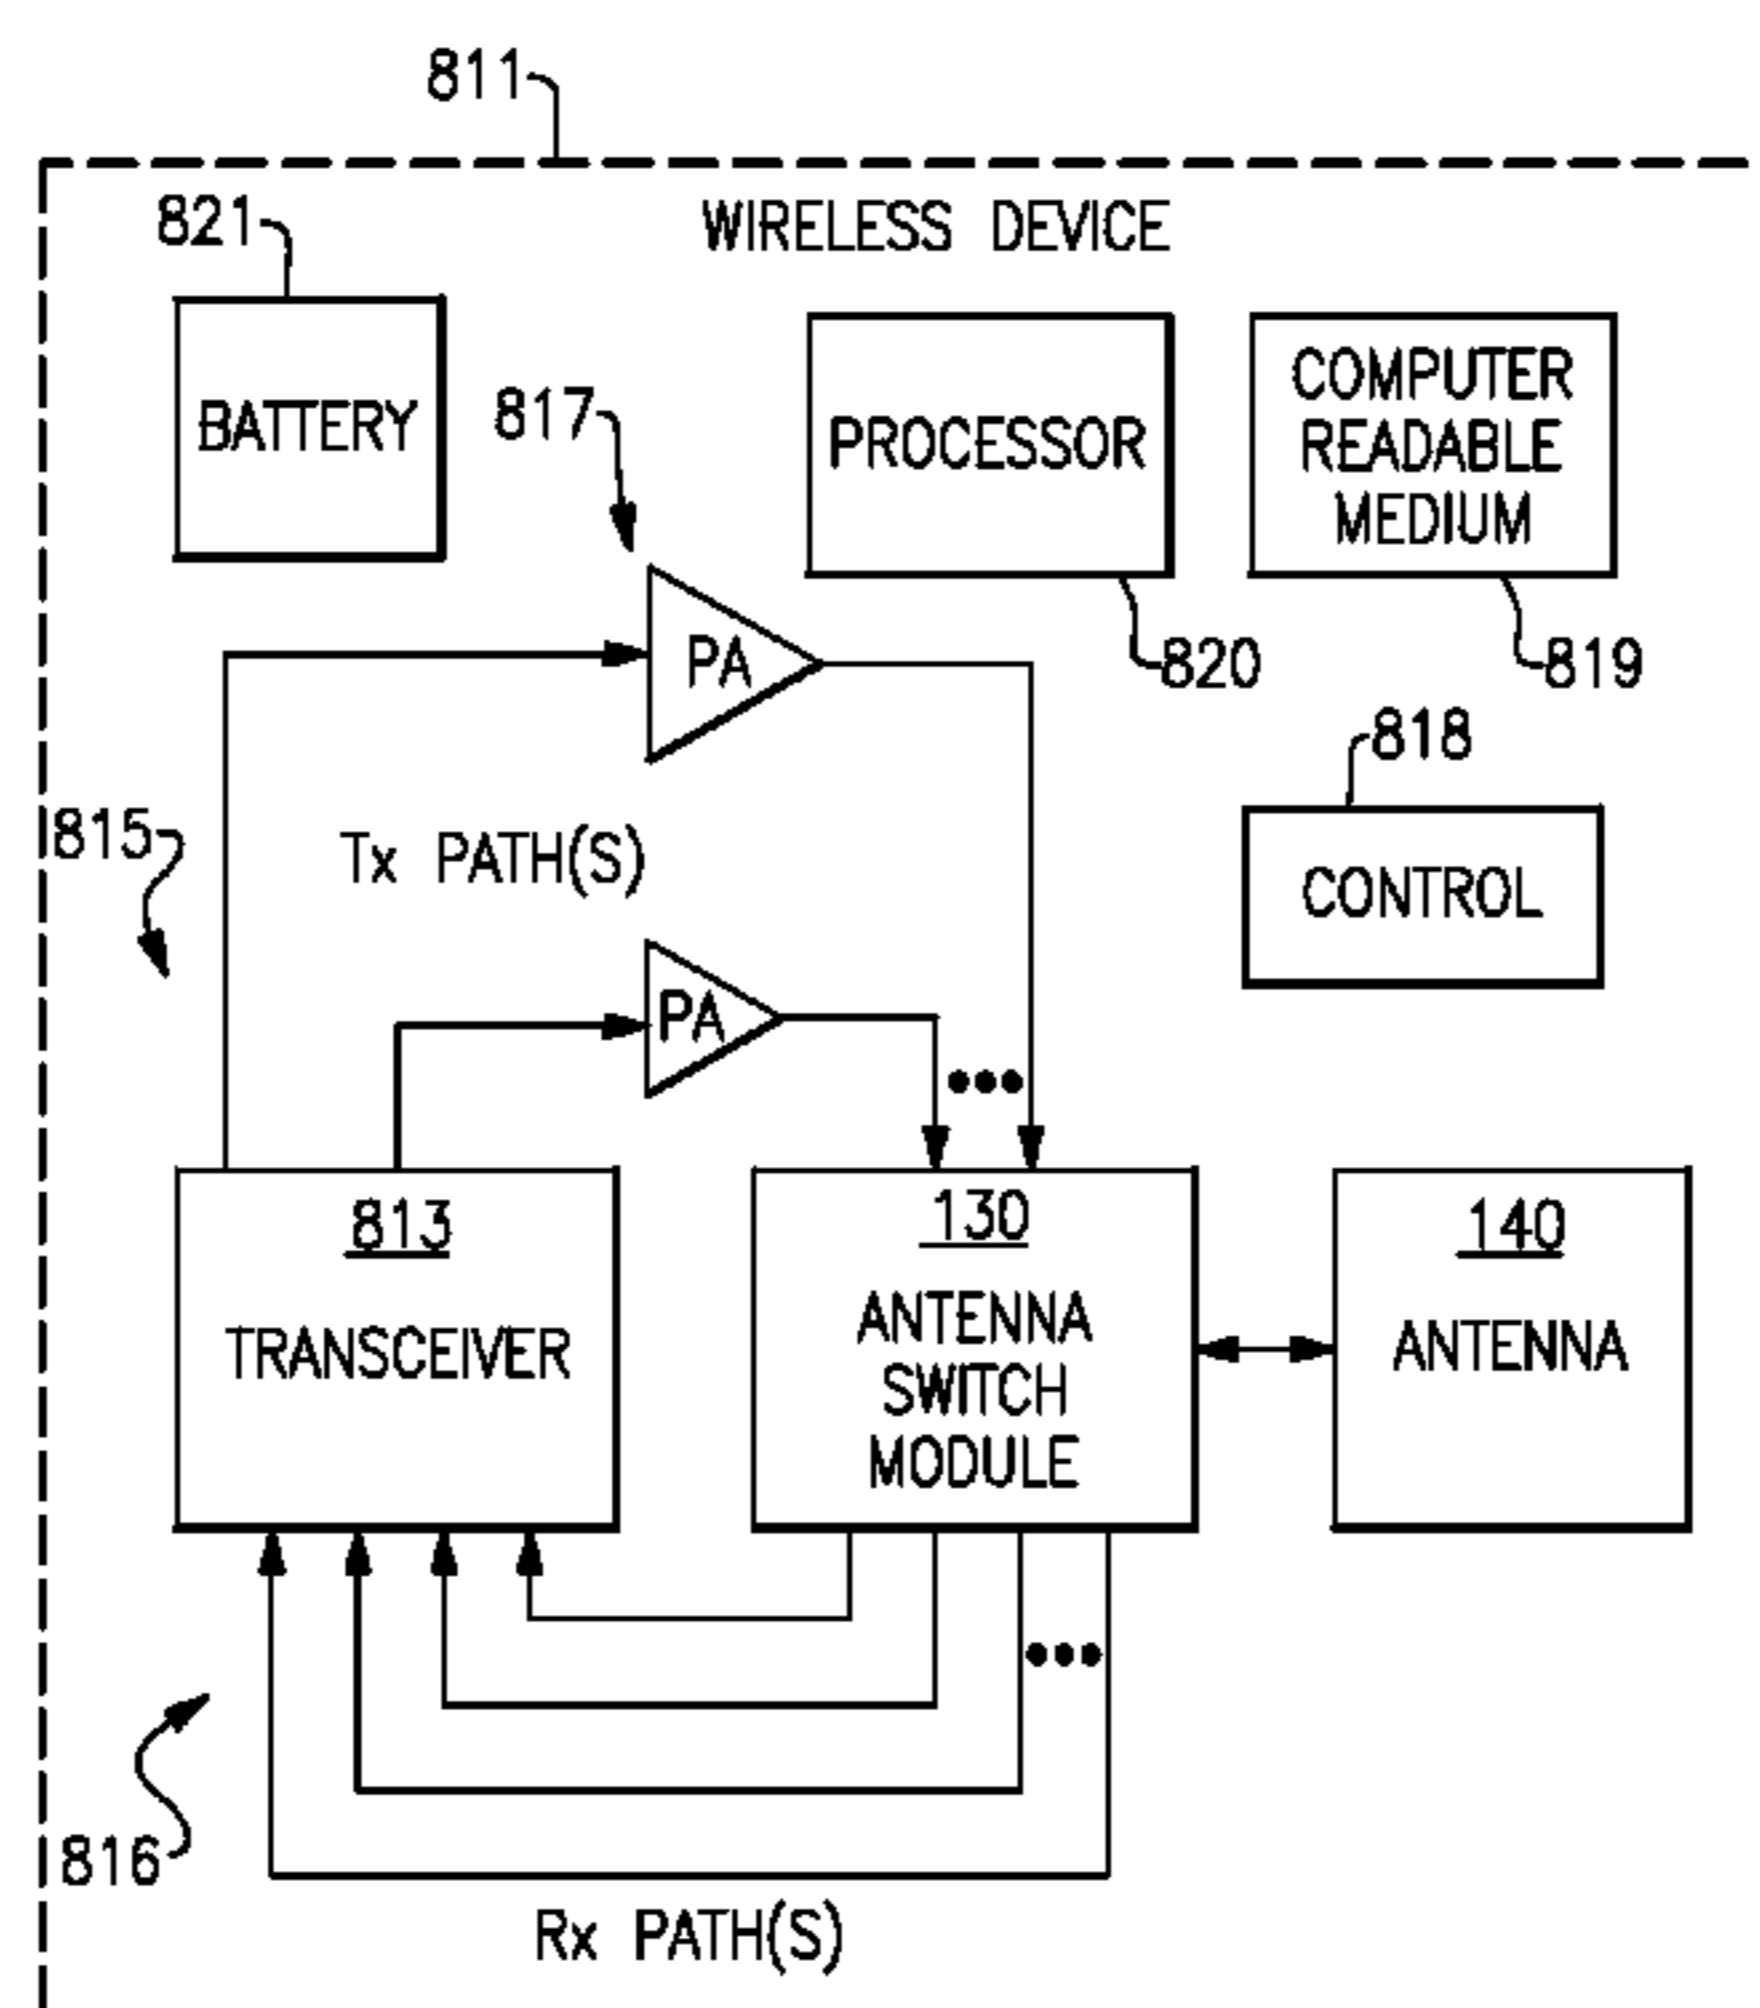 811
WIRELESS DEVICE
821
BATTERY
817
PROCESSOR
820
COMPUTER
READABLE
MEDIUM
819
PA
818
CONTROL
815
Tx PATH(S)
PA
813
TRANSCEIVER
130
ANTENNA
SWITCH
MODULE
140
ANTENNA
816
Rx PATH(S)